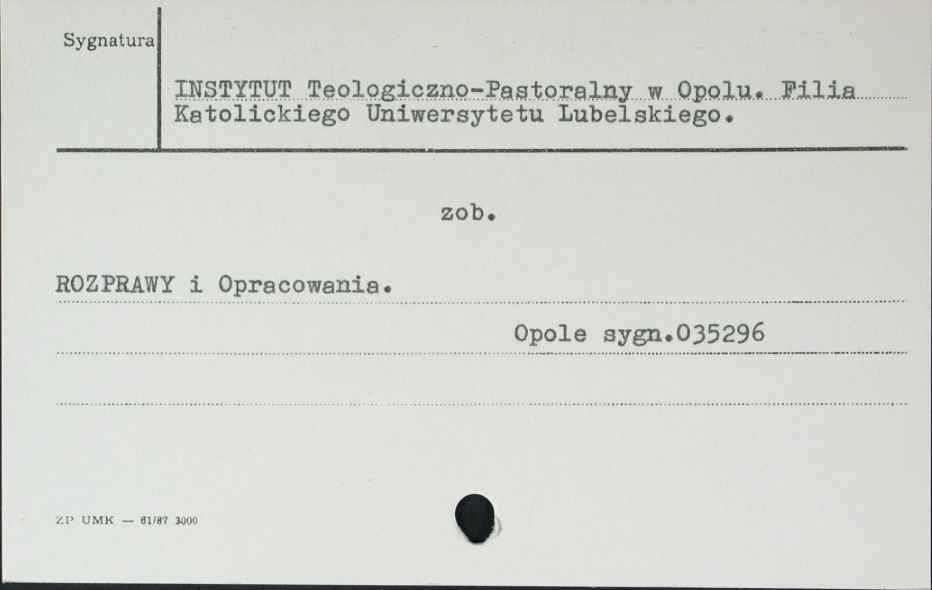 Sygnatura
INSTYTUT Teologiczno-Pastoralny w Opolu. Filia
Katolickiego Uniwersytetu Lubelskiego.
zob.
ROZPRAWY i Opracowania.
Opole sygn.035296
ZP UMK — 61/87 3000